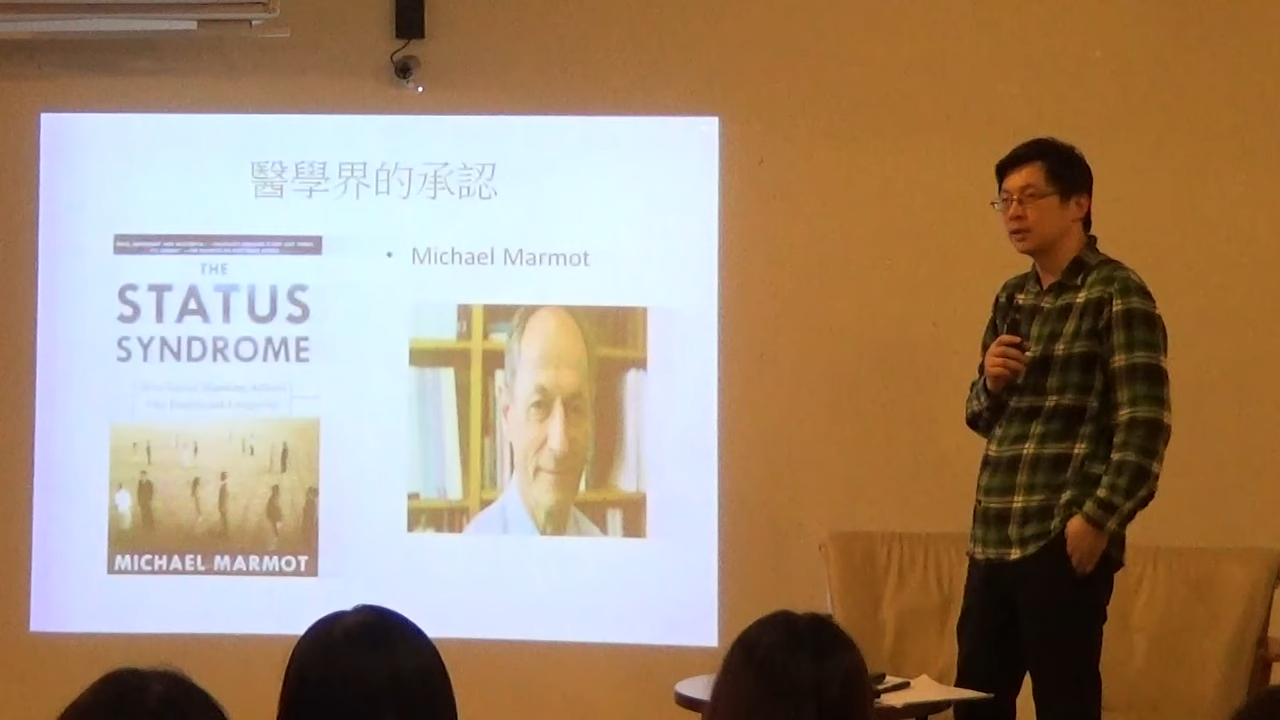 醫學界的承認
THE
STATUS
SYNDROME
MICHAEL MARMOT
• Michael Marmot